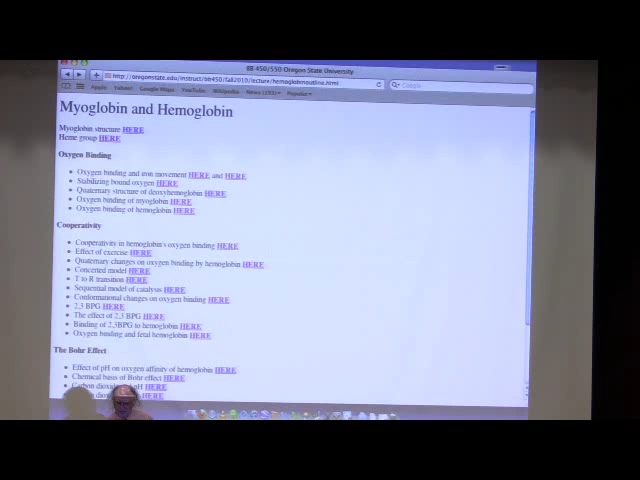 BB 450/550 Oregon State University
http://oregonstate.edu/instruct/bb450/fall2010/lecture/hemoglobinoutline.html
Google
Apple Yahoo! Google Maps YouTube Wikipedia News (355) Popular
Myoglobin and Hemoglobin
Myoglobin structure HERE
Heme group HERE
Oxygen Binding
• Oxygen binding and iron movement HERE and HERE
• Stabilizing bound oxygen HERE
• Quaternary structure of deoxyhemoglobin HERE
• Oxygen binding of myoglobin HERE
• Oxygen binding of hemoglobin HERE
Cooperativity
• Cooperativity in hemoglobin's oxygen binding HERE
• Effect of exercise HERE
• Quaternary changes on oxygen binding by hemoglobin HERE
• Concerted model HERE
• T to R transition HERE
• Sequential model of catalysis HERE
• Conformational changes on oxygen binding HERE
• 2,3 BPG HERE
• The effect of 2,3 BPG HERE
• Binding of 2,3BPG to hemoglobin HERE
• Oxygen binding and fetal hemoglobin HERE
The Bohr Effect
• Effect of pH on oxygen affinity of hemoglobin HERE
• Chemical basis of Bohr effect HERE
• Carbon dioxide pH HERE
HERE